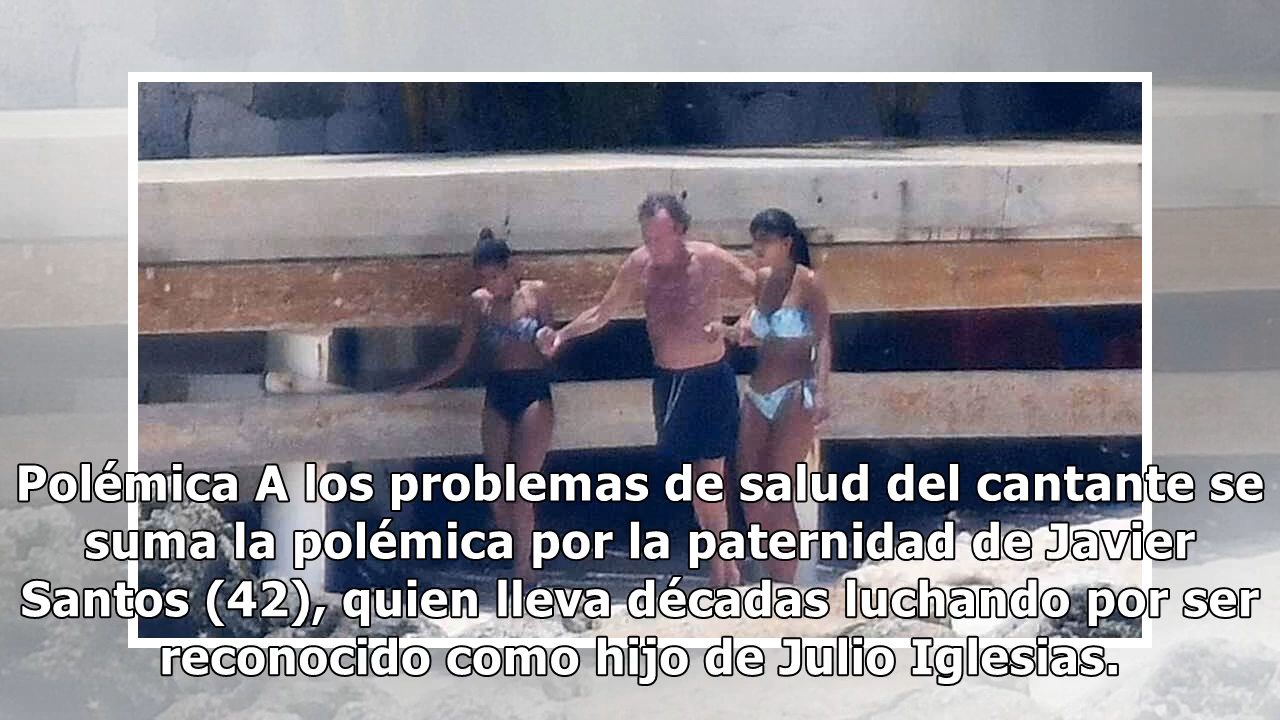 Polémica A los problemas de salud del cantante se
suma la polémica por la paternidad de Javier
Santos (42), quien lleva décadas luchando por ser
reconocido como hijo de Julio Iglesias.